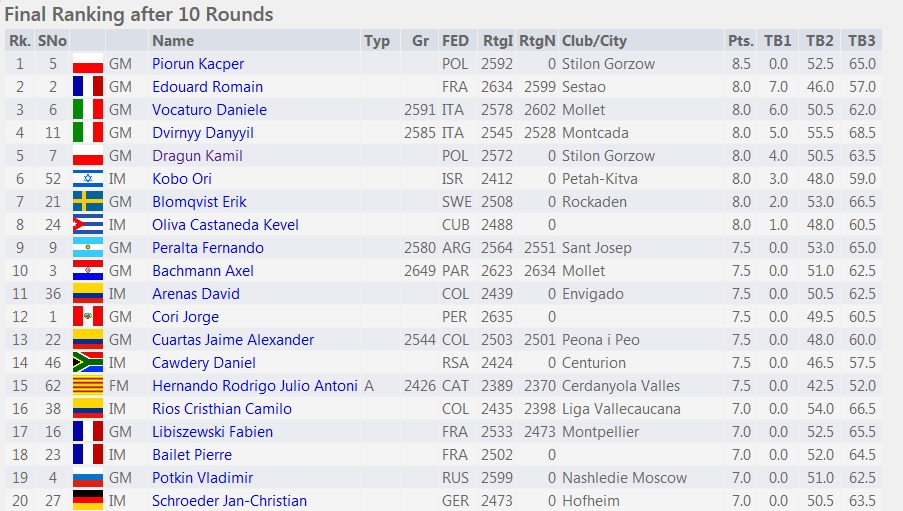 Final Ranking after 10 Rounds
Rk. SNo Name Typ Gr FED RtgI RtgN Club/City Pts. TB1 TB2 TB3
1 5 GM Piorun Kacper POL 2592 0 Stilon Gorzow 8.5 0.0 52.5 65.0
2 2 GM Edouard Romain FRA 2634 2599 Sestao 8.0 7.0 46.0 57.0
3 6 GM Vocaturo Daniele 2591 ITA 2578 2602 Mollet 8.0 6.0 50.5 62.0
4 11 GM Dvirnyy Danyyil 2585 ITA 2545 2528 Montcada 8.0 5.0 55.5 68.5
5 7 GM Dragun Kamil POL 2572 0 Stilon Gorzow 8.0 4.0 50.5 63.5
6 52 IM Kobo Ori ISR 2412 0 Petah-Kitva 8.0 3.0 48.0 59.0
7 21 GM Blomqvist Erik SWE 2508 0 Rockaden 8.0 2.0 53.0 66.5
8 24 IM Oliva Castaneda Kevel CUB 2488 0 8.0 1.0 48.0 60.5
9 9 GM Peralta Fernando 2580 ARG 2564 2551 Sant Josep 7.5 0.0 53.0 65.0
10 3 GM Bachmann Axel 2649 PAR 2623 2634 Mollet 7.5 0.0 51.0 62.5
11 36 IM Arenas David COL 2439 0 Envigado 7.5 0.0 50.5 62.5
12 1 GM Cori Jorge PER 2635 0 7.5 0.0 49.5 60.5
13 22 GM Cuartas Jaime Alexander 2544 COL 2503 2501 Peona i Peo 7.5 0.0 48.0 60.0
14 46 IM Cawdery Daniel RSA 2424 0 Centurion 7.5 0.0 46.5 57.5
15 62 FM Hernando Rodrigo Julio Antoni A 2426 CAT 2389 2370 Cerdanyola Valles 7.5 0.0 42.5 52.0
16 38 IM Rios Cristhian Camilo COL 2435 2398 Liga Vallecaucana 7.0 0.0 54.0 66.5
17 16 GM Libiszewski Fabien FRA 2533 2473 Montpellier 7.0 0.0 52.5 65.5
18 23 IM Bailet Pierre FRA 2502 0 7.0 0.0 52.0 64.5
19 4 GM Potkin Vladimir RUS 2599 0 Nashledie Moscow 7.0 0.0 51.0 62.5
20 27 IM Schroeder Jan-Christian GER 2473 0 Hofheim 7.0 0.0 50.5 63.5